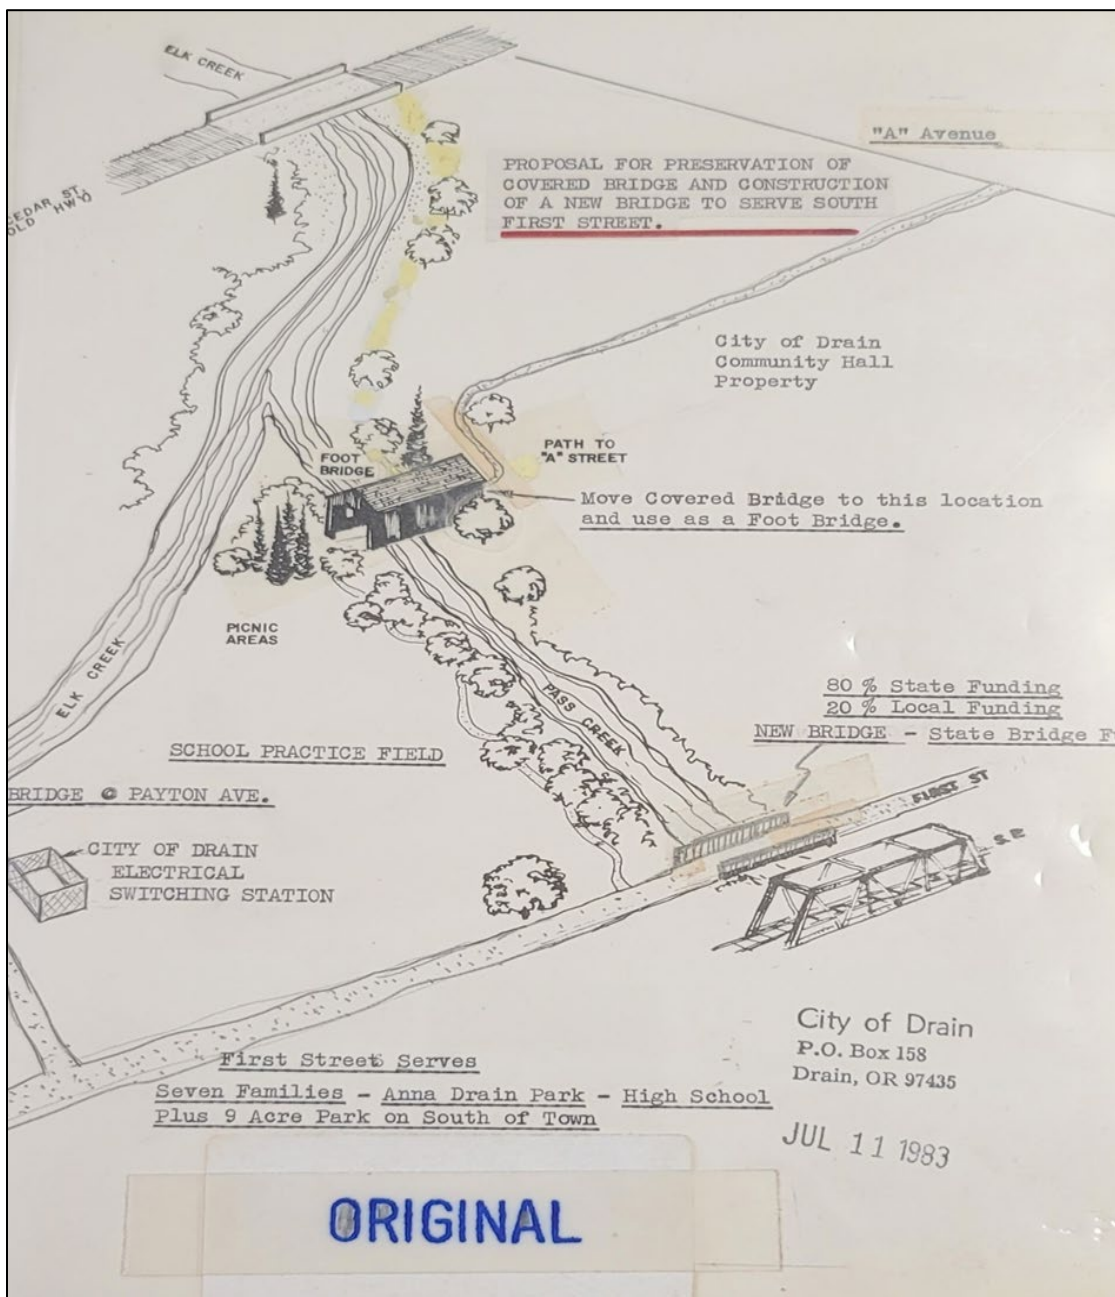 ELK CREEK
"A" Avenue
PROPOSAL FOR PRESERVATION OF
COVERED BRIDGE AND CONSTRUCTION
OF A NEW BRIDGE TO SERVE SOUTH
FIRST STREET.
CEDAR ST.
OLD HWY)
City of Drain
Community Hall
Property
FOOT
BRIDGE
PATH TO
"A" STREET
Move Covered Bridge to this location
and use as a Foot Bridge.
PICNIC
AREAS
ELK CREEK
PASS CREEK
80 % State Funding
20 % Local Funding
NEW BRIDGE - State Bridge
SCHOOL PRACTICE FIELD
BRIDGE @ PAYTON AVE.
FIRST ST
S.P.
CITY OF DRAIN
ELECTRICAL
SWITCHING STATION
First Street Serves
Seven Families - Anna Drain Park - High School
Plus 9 Acre Park on South of Town
City of Drain
P.O. Box 158
Drain, OR 97435
JUL 11 1983
ORIGINAL